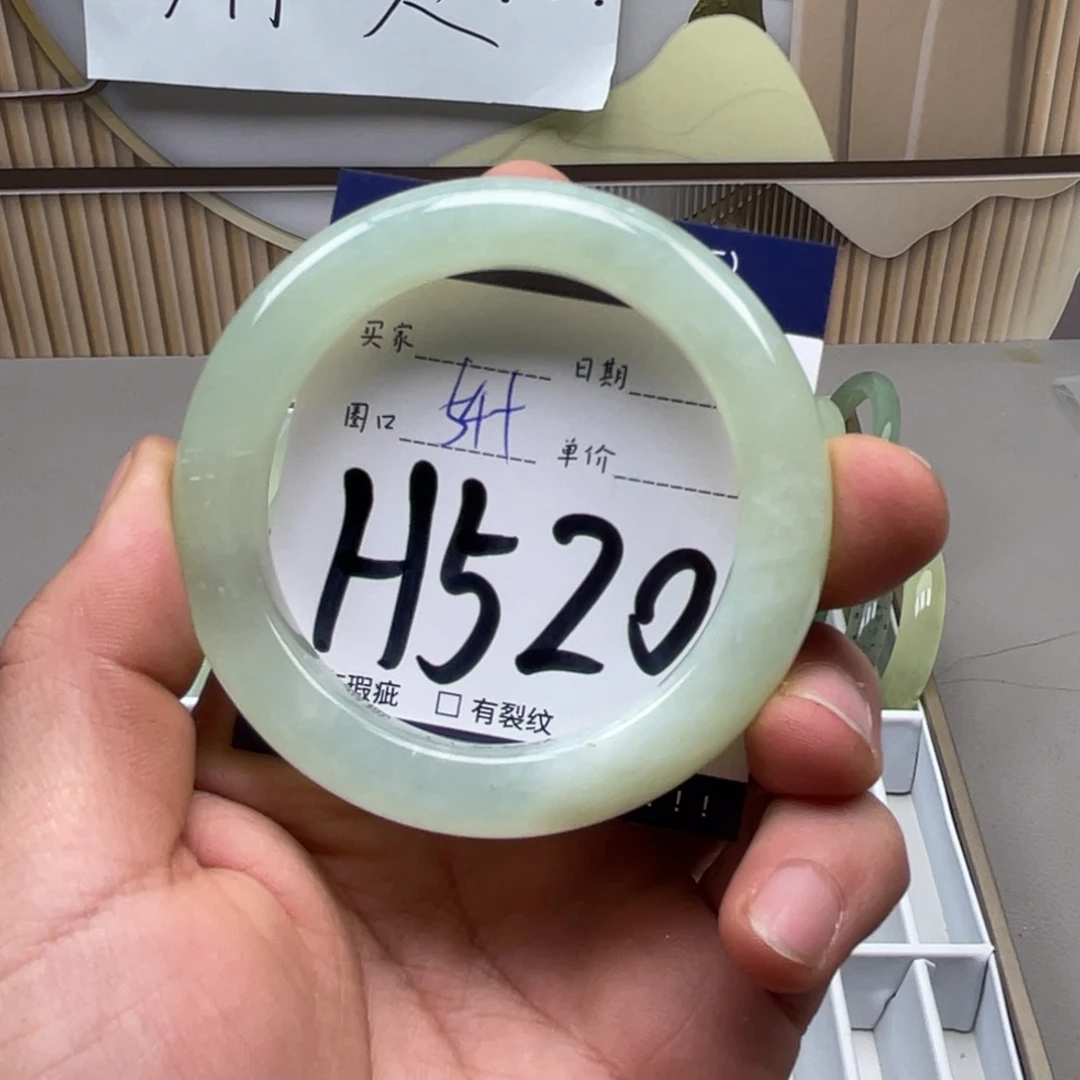 买家 日期
圈口 54 单价
H520
瑕疵 □ 有裂纹
!!